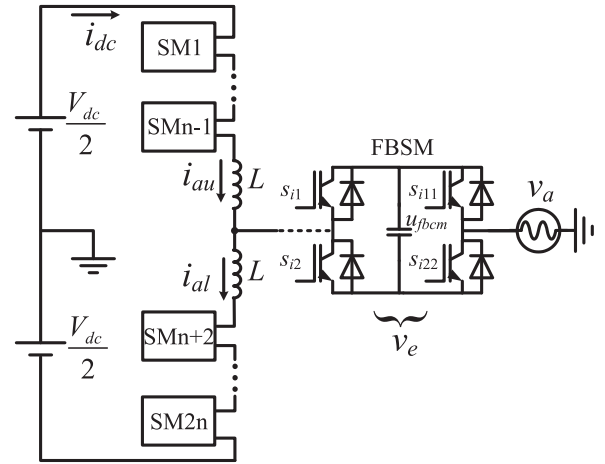 i_dc
SM1
V_dc
2
SMn-1
i_au
L
FBSM
s_i1
s_i11
v_a
u_fbcm
i_al
L
s_i2
s_i22
V_dc
2
SMn+2
v_e
SM2n